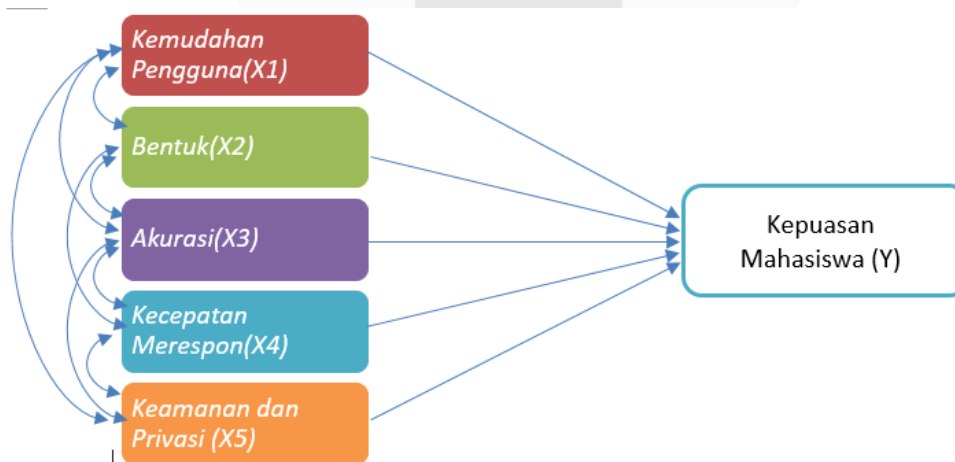 Kemudahan
Pengguna(X1)
Bentuk(X2)
Akurasi(X3)
Kecepatan
Merespon(X4)
Keamanan dan
Privasi (X5)
Kepuasan
Mahasiswa (Y)